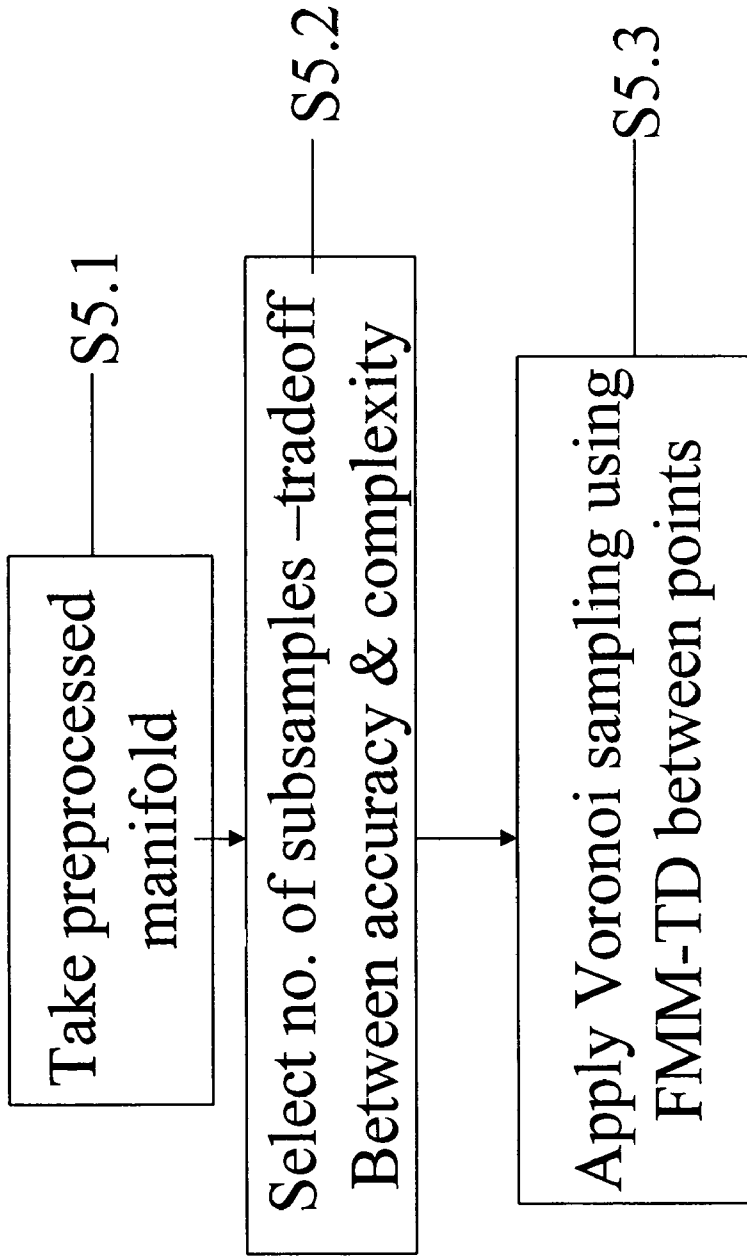 Take preprocessed
manifold
S5.1
Select no. of subsamples –tradeoff
Between accuracy & complexity
S5.2
Apply Voronoi sampling using
FMM-TD between points
S5.3